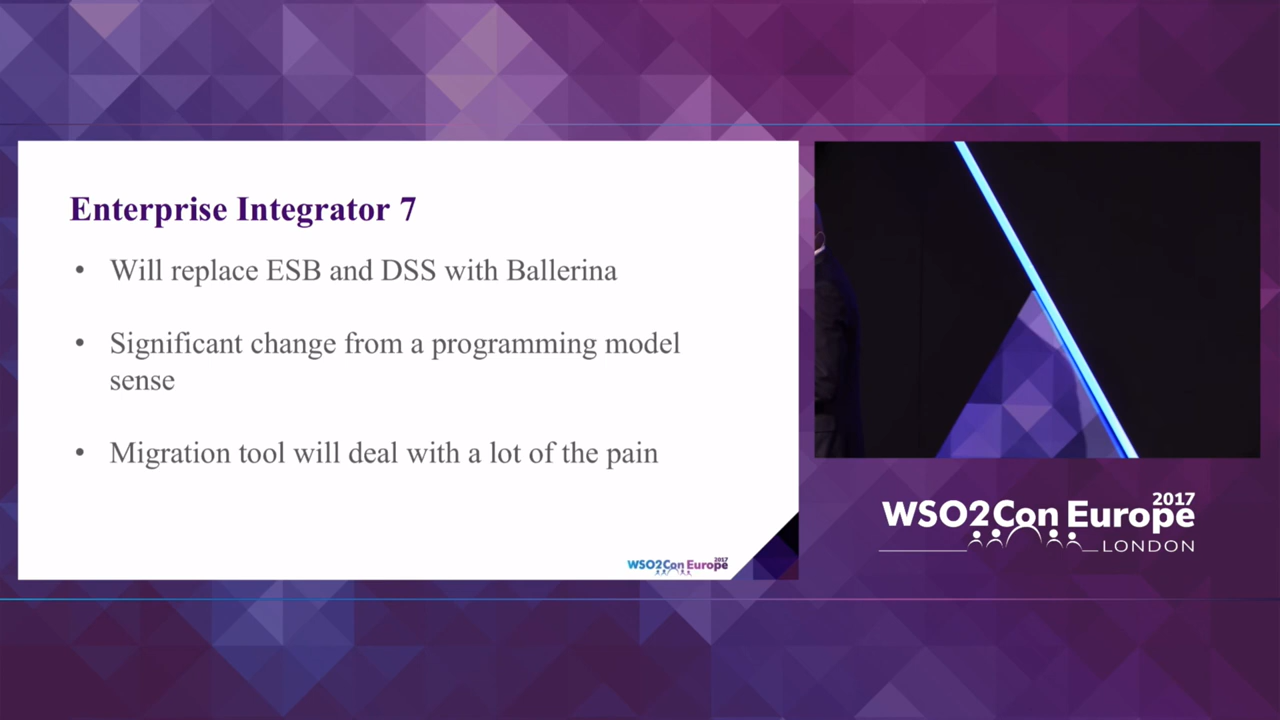 Enterprise Integrator 7
• Will replace ESB and DSS with Ballerina
• Significant change from a programming model
sense
• Migration tool will deal with a lot of the pain
WSO2Con Europe 2017
WSO2Con Europe 2017
LONDON